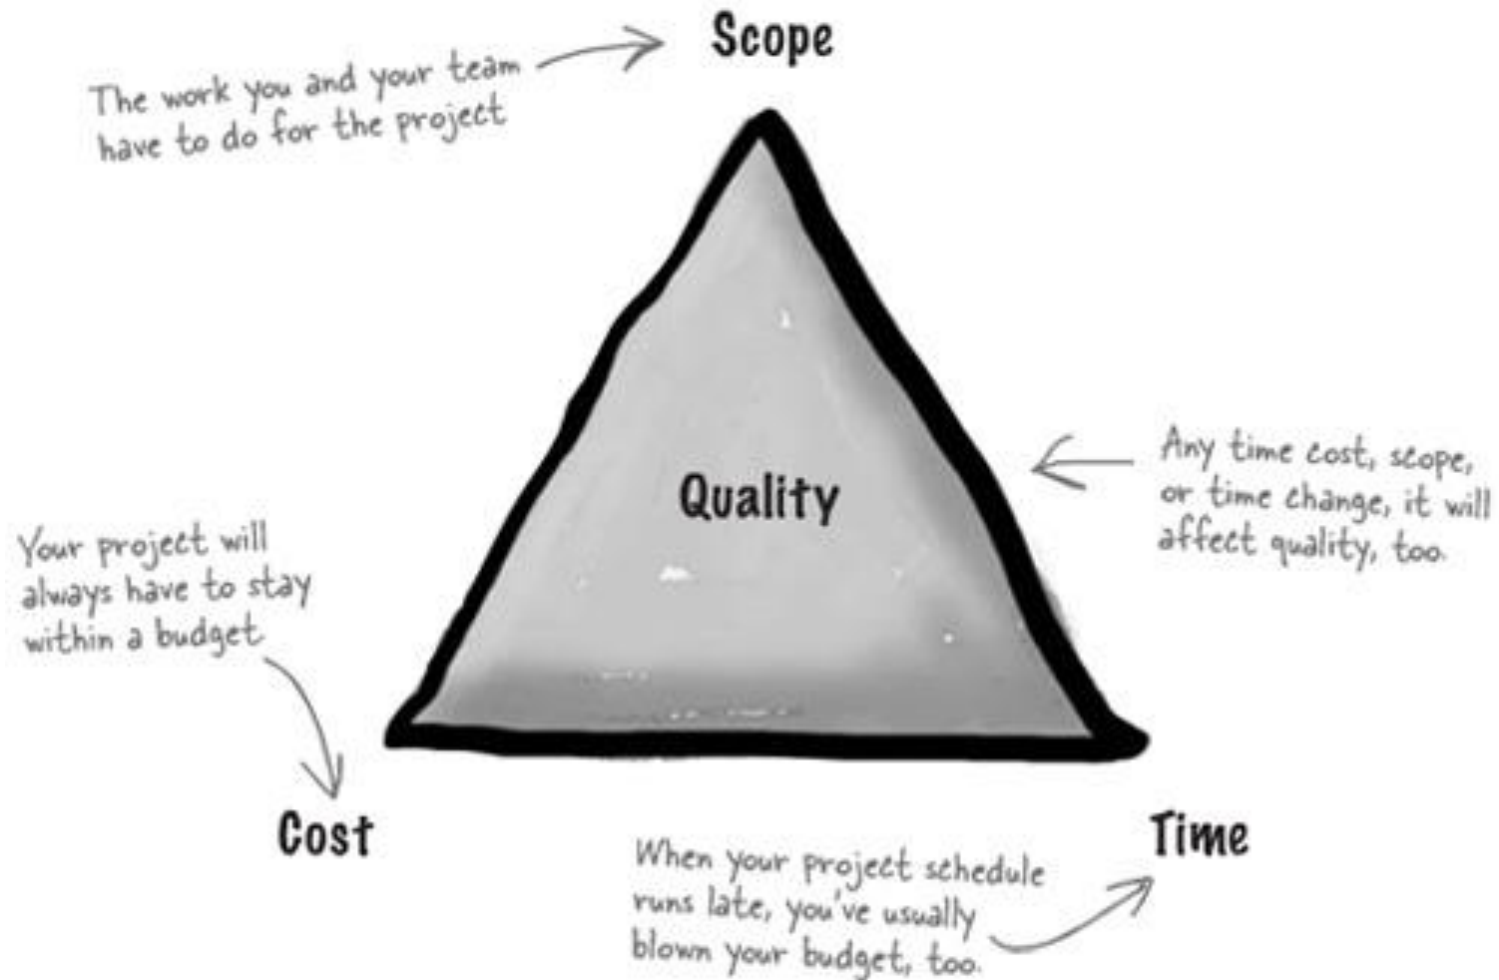 Scope
The work you and your team
have to do for the project
Quality
Any time cost, scope,
or time change, it will
affect quality, too.
Your project will
always have to stay
within a budget
Cost
Time
When your project schedule
runs late, you've usually
blown your budget, too.